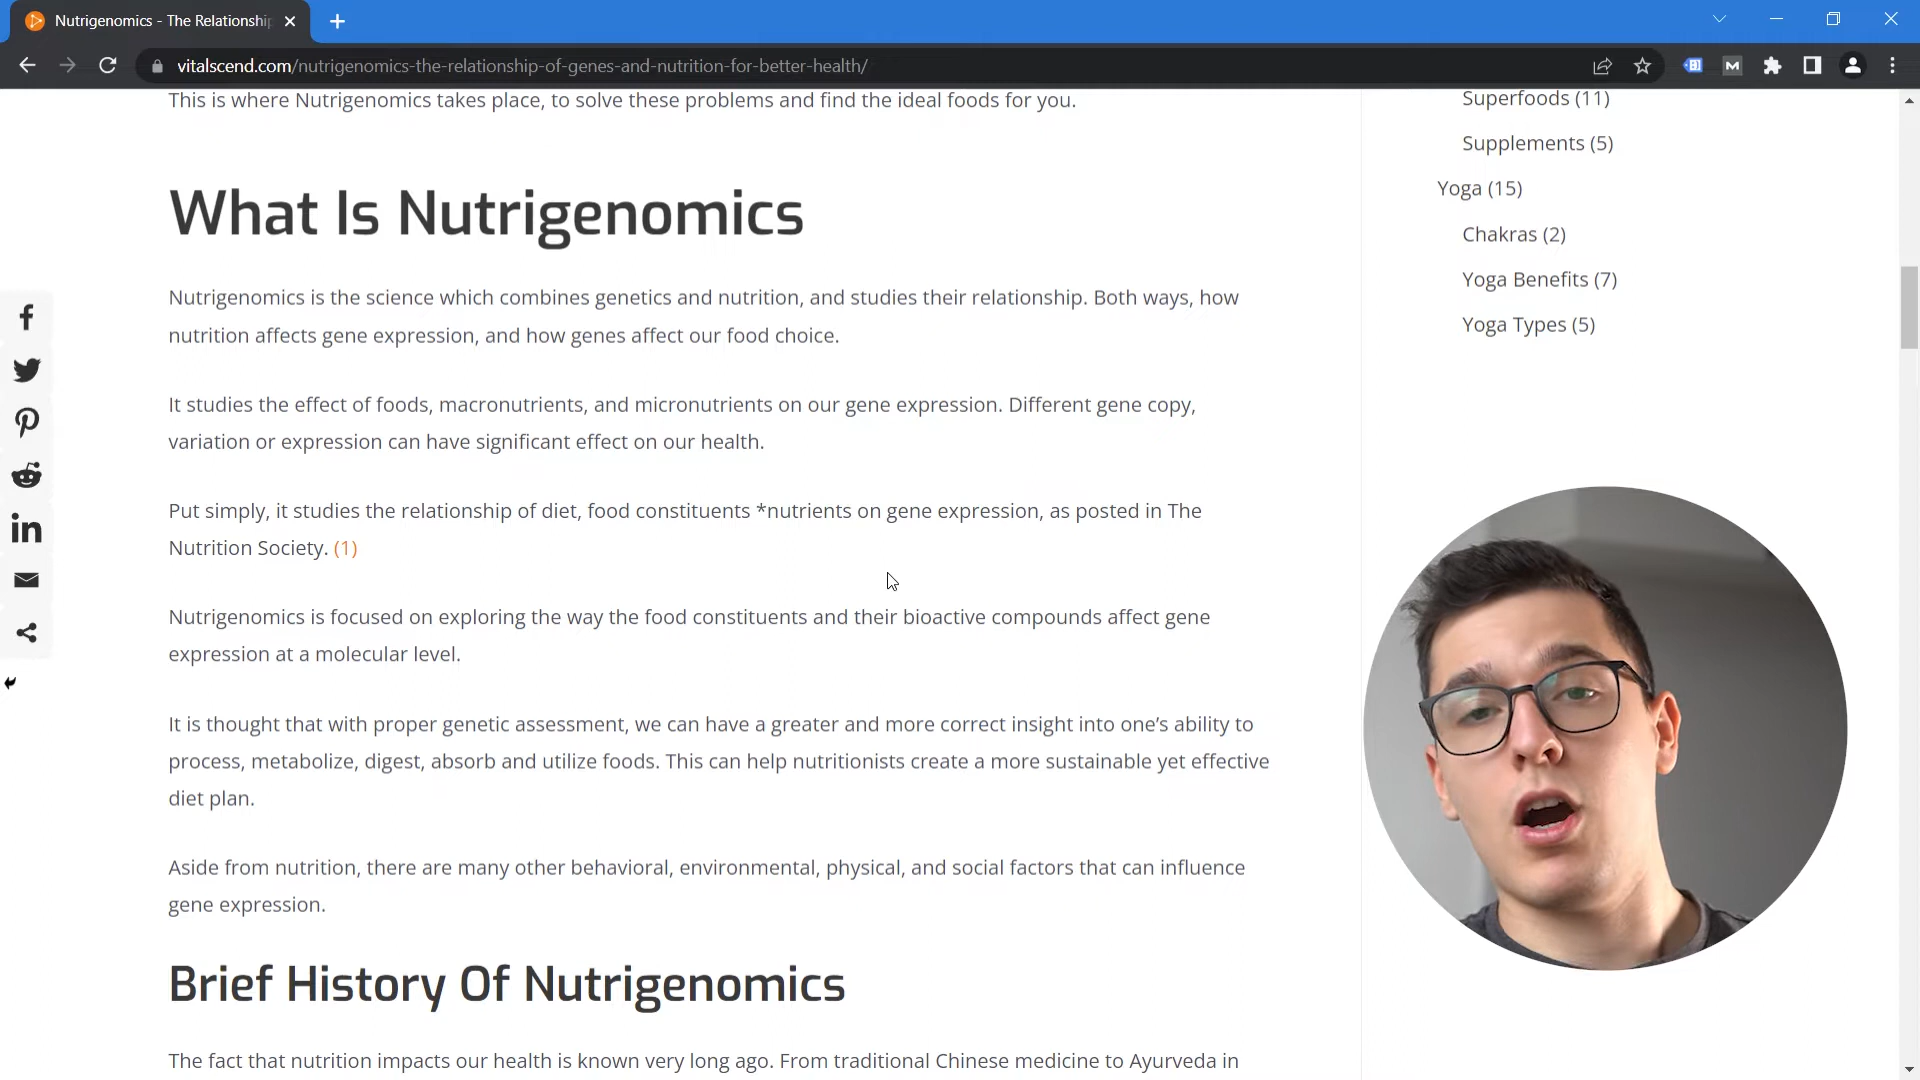 Nutrigenomics - The Relationship
vitalscend.com/nutrigenomics-the-relationship-of-genes-and-nutrition-for-better-health/
This is where Nutrigenomics takes place, to solve these problems and find the ideal foods for you.
What Is Nutrigenomics
Nutrigenomics is the science which combines genetics and nutrition, and studies their relationship. Both ways, how
nutrition affects gene expression, and how genes affect our food choice.
It studies the effect of foods, macronutrients, and micronutrients on our gene expression. Different gene copy,
variation or expression can have significant effect on our health.
Put simply, it studies the relationship of diet, food constituents *nutrients on gene expression, as posted in The
Nutrition Society. (1)
Nutrigenomics is focused on exploring the way the food constituents and their bioactive compounds affect gene
expression at a molecular level.
It is thought that with proper genetic assessment, we can have a greater and more correct insight into one's ability to
process, metabolize, digest, absorb and utilize foods. This can help nutritionists create a more sustainable yet effective
diet plan.
Aside from nutrition, there are many other behavioral, environmental, physical, and social factors that can influence
gene expression.
Brief History Of Nutrigenomics
The fact that nutrition impacts our health is known very long ago. From traditional Chinese medicine to Ayurveda in
Superfoods (11)
Supplements (5)
Yoga (15)
Chakras (2)
Yoga Benefits (7)
Yoga Types (5)